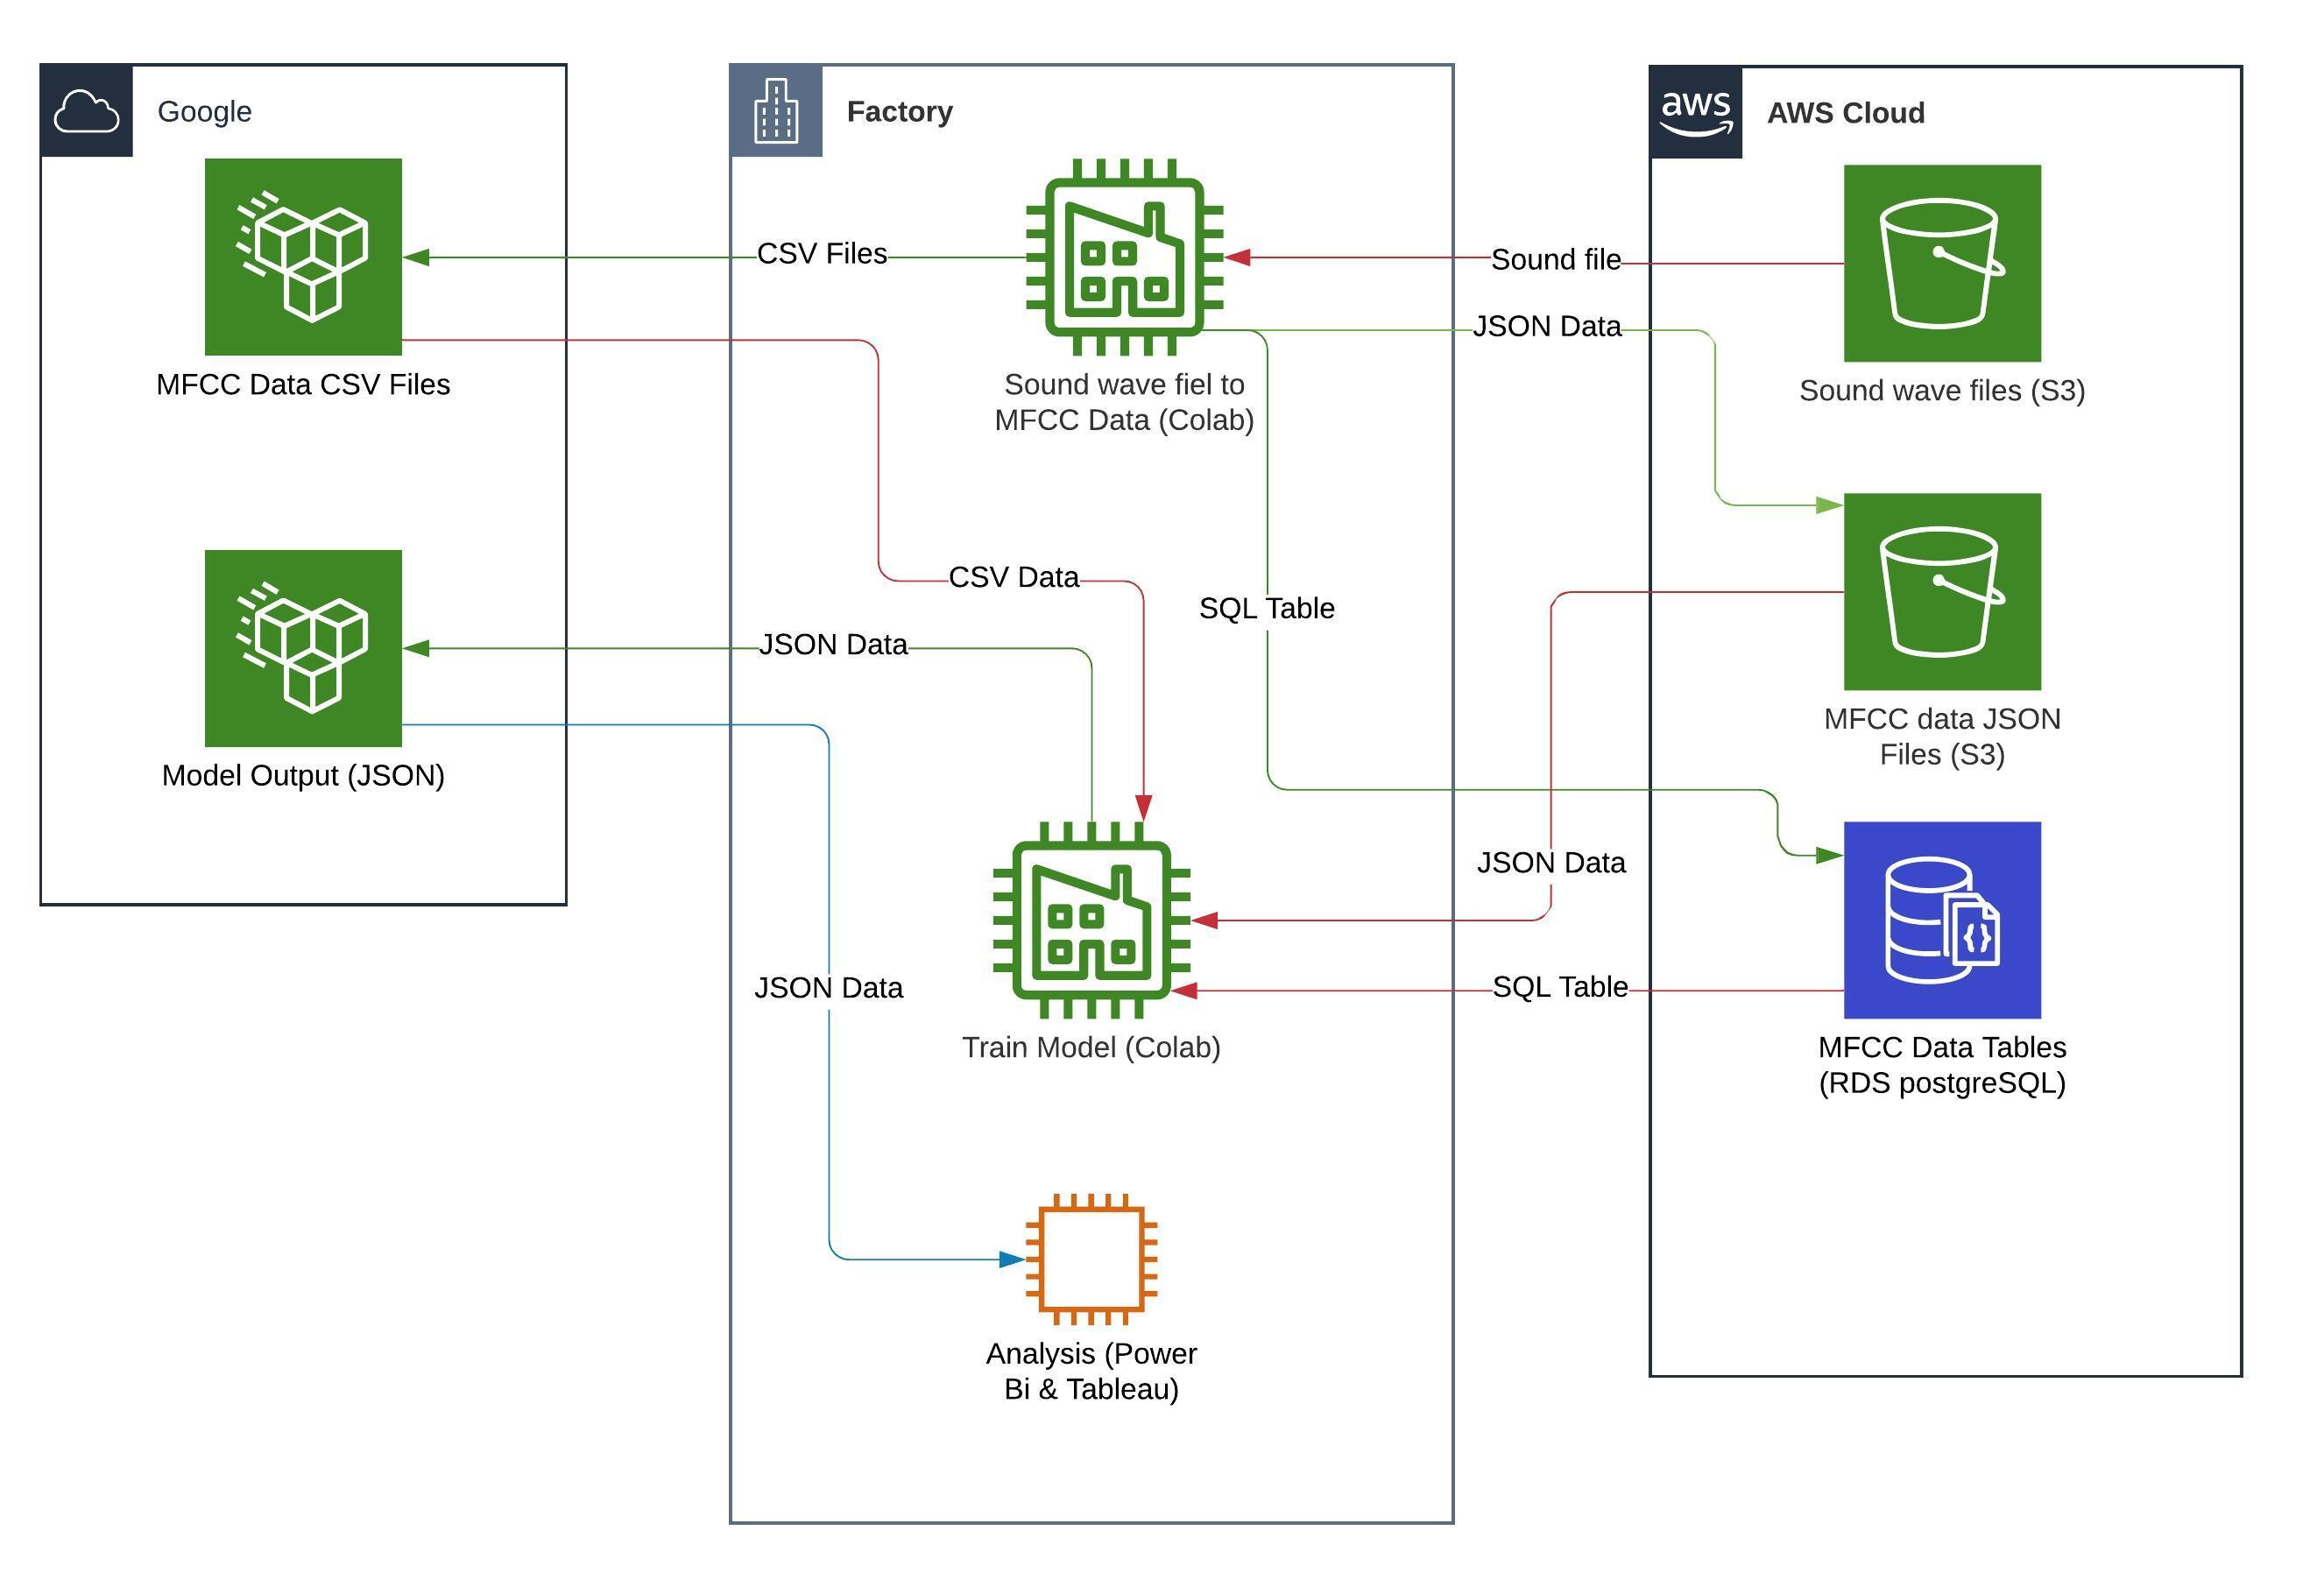 Google
Factory
aws
AWS Cloud
CSV Files
Sound file
JSON Data
MFCC Data CSV Files
Sound wave fiel to
MFCC Data (Colab)
Sound wave files (S3)
CSV Data
SQL Table
JSON Data
Model Output (JSON)
MFCC data JSON
Files (S3)
JSON Data
{}
JSON Data
SQL Table
Train Model (Colab)
MFCC Data Tables
(RDS postgreSQL)
Analysis (Power
Bi & Tableau)